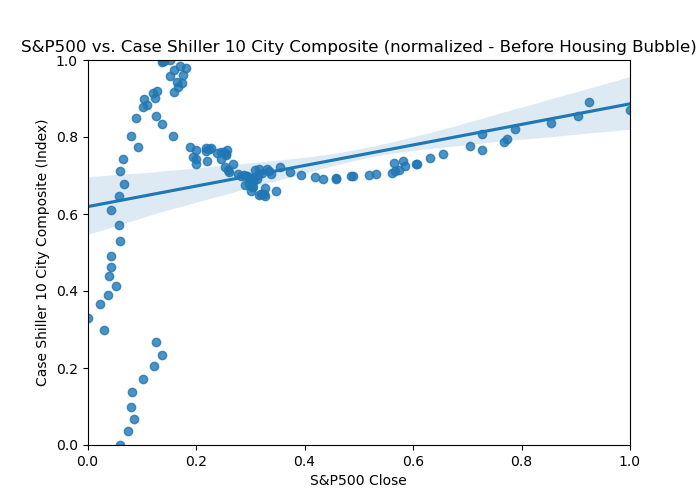 S&P500 vs. Case Shiller 10 City Composite (normalized - Before Housing Bubble)
1.0
0.8
0.6
0.4
0.2
0.0
Case Shiller 10 City Composite (Index)
0.0 0.2 0.4 0.6 0.8 1.0
S&P500 Close